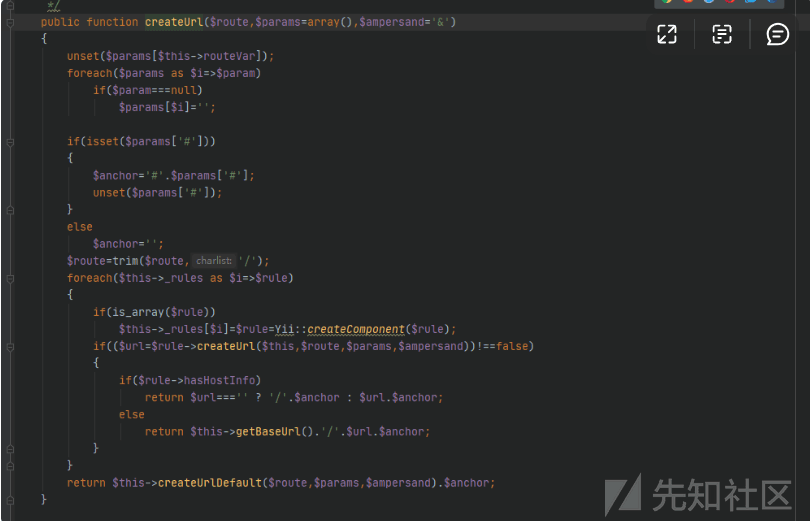 */
public function createUrl($route,$params=array(),$ampersand='&')
{
unset($params[$this->routeVar]);
foreach($params as $i=>$param)
if($param===null)
$params[$i]='';
if(isset($params['#']))
{
$anchor='#'.$params['#'];
unset($params['#']);
}
else
$anchor='';
$route=trim($route, charlist: '/');
foreach($this->_rules as $i=>$rule)
{
if(is_array($rule))
$this->_rules[$i]=$rule=Yii::createComponent($rule);
if(($url=$rule->createUrl($this,$route,$params,$ampersand))!==false)
{
if($rule->hasHostInfo)
return $url==='' ? '/'.$anchor : $url.$anchor;
else
return $this->getBaseUrl().'/'.$url.$anchor;
}
}
return $this->createUrlDefault($route,$params,$ampersand).$anchor;
}
先知社区